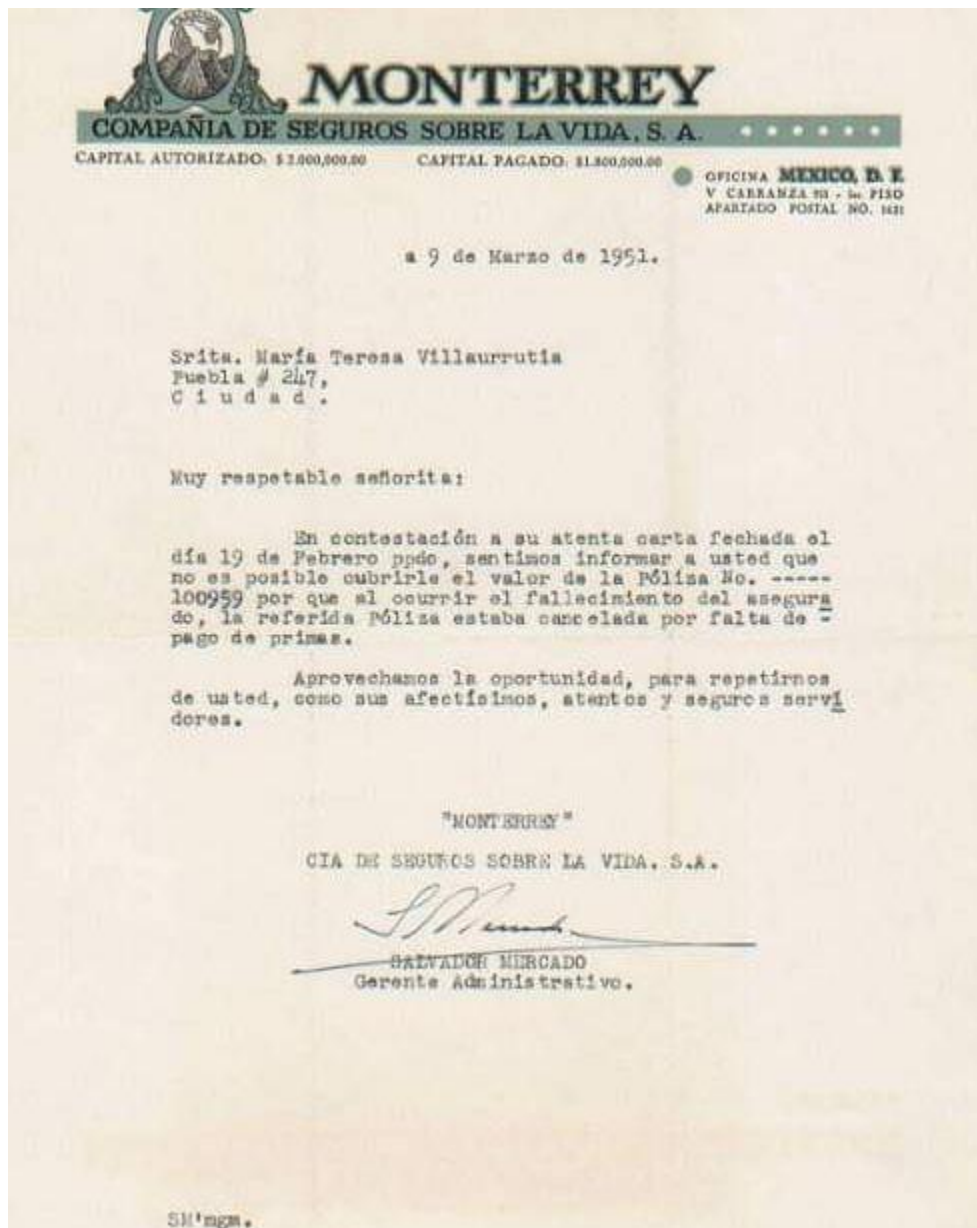 MONTERREY
COMPAÑIA DE SEGUROS SOBRE LA VIDA, S. A.
CAPITAL AUTORIZADO: $ 2.000,000.00 CAPITAL PAGADO: $1.800,000.00
OFICINA MEXICO, D. F.
V CARRANZA PISO
APARTADO POSTAL NO.
a 9 de Marzo de 1951.
Srita. María Teresa Villaurrutia
Puebla # 247,
C i u d a d .
Muy respetable señorita:
En contestación a su atenta carta fechada el
día 19 de Febrero ppdo, sentimos informar a usted que
no es posible cubrirle el valor de la Póliza No. -----
100959 por que al ocurrir el fallecimiento del asegura
do, la referida Póliza estaba cancelada por falta de -
pago de primas.
Aprovechamos la oportunidad, para repetirnos
de usted, como sus afectísimos, atentos y seguros servi
dores.
"MONTERREY"
CIA DE SEGUROS SOBRE LA VIDA. S.A.
SALVADOR MERCADO
Gerente Administrativo.
SM'mgm.